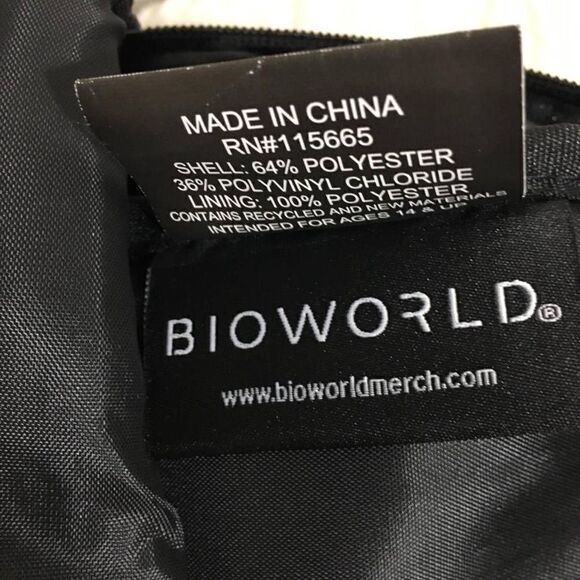 MADE IN CHINA
RN#115665
SHELL: 64% POLYESTER
36% POLYVINYL CHLORIDE
LINING: 100% POLYESTER
CONTAINS RECYCLED AND NEW MATERIALS
INTENDED FOR AGES 14 & UP
BIOWORLD®
www.bioworldmerch.com